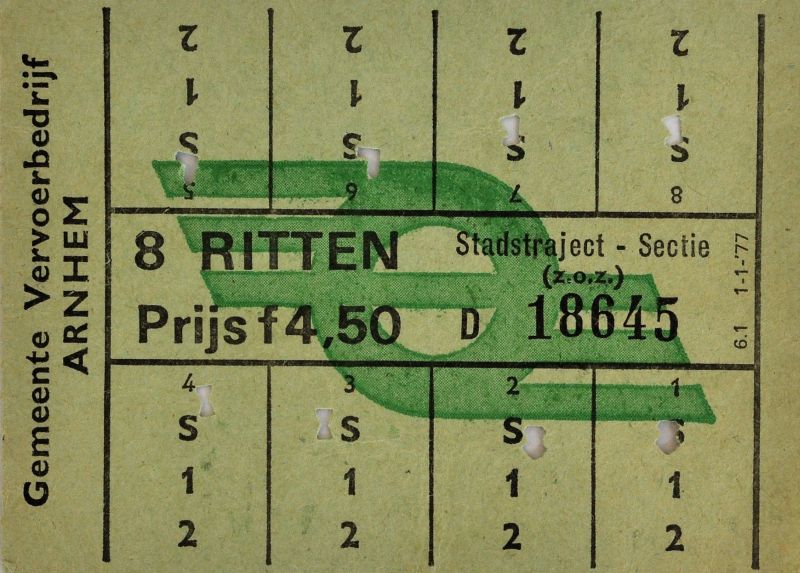 Gemeente Vervoerbedrijf
ARNHEM
2 2 2 2
1 1 1 1
S S S S
5 6 7 8
8 RITTEN
Prijs f 4,50
Stadstraject - Sectie
(z.o.z.)
D 18645
6.1 1-1-'77
4 3 2 1
S S S S
1 1 1 1
2 2 2 2